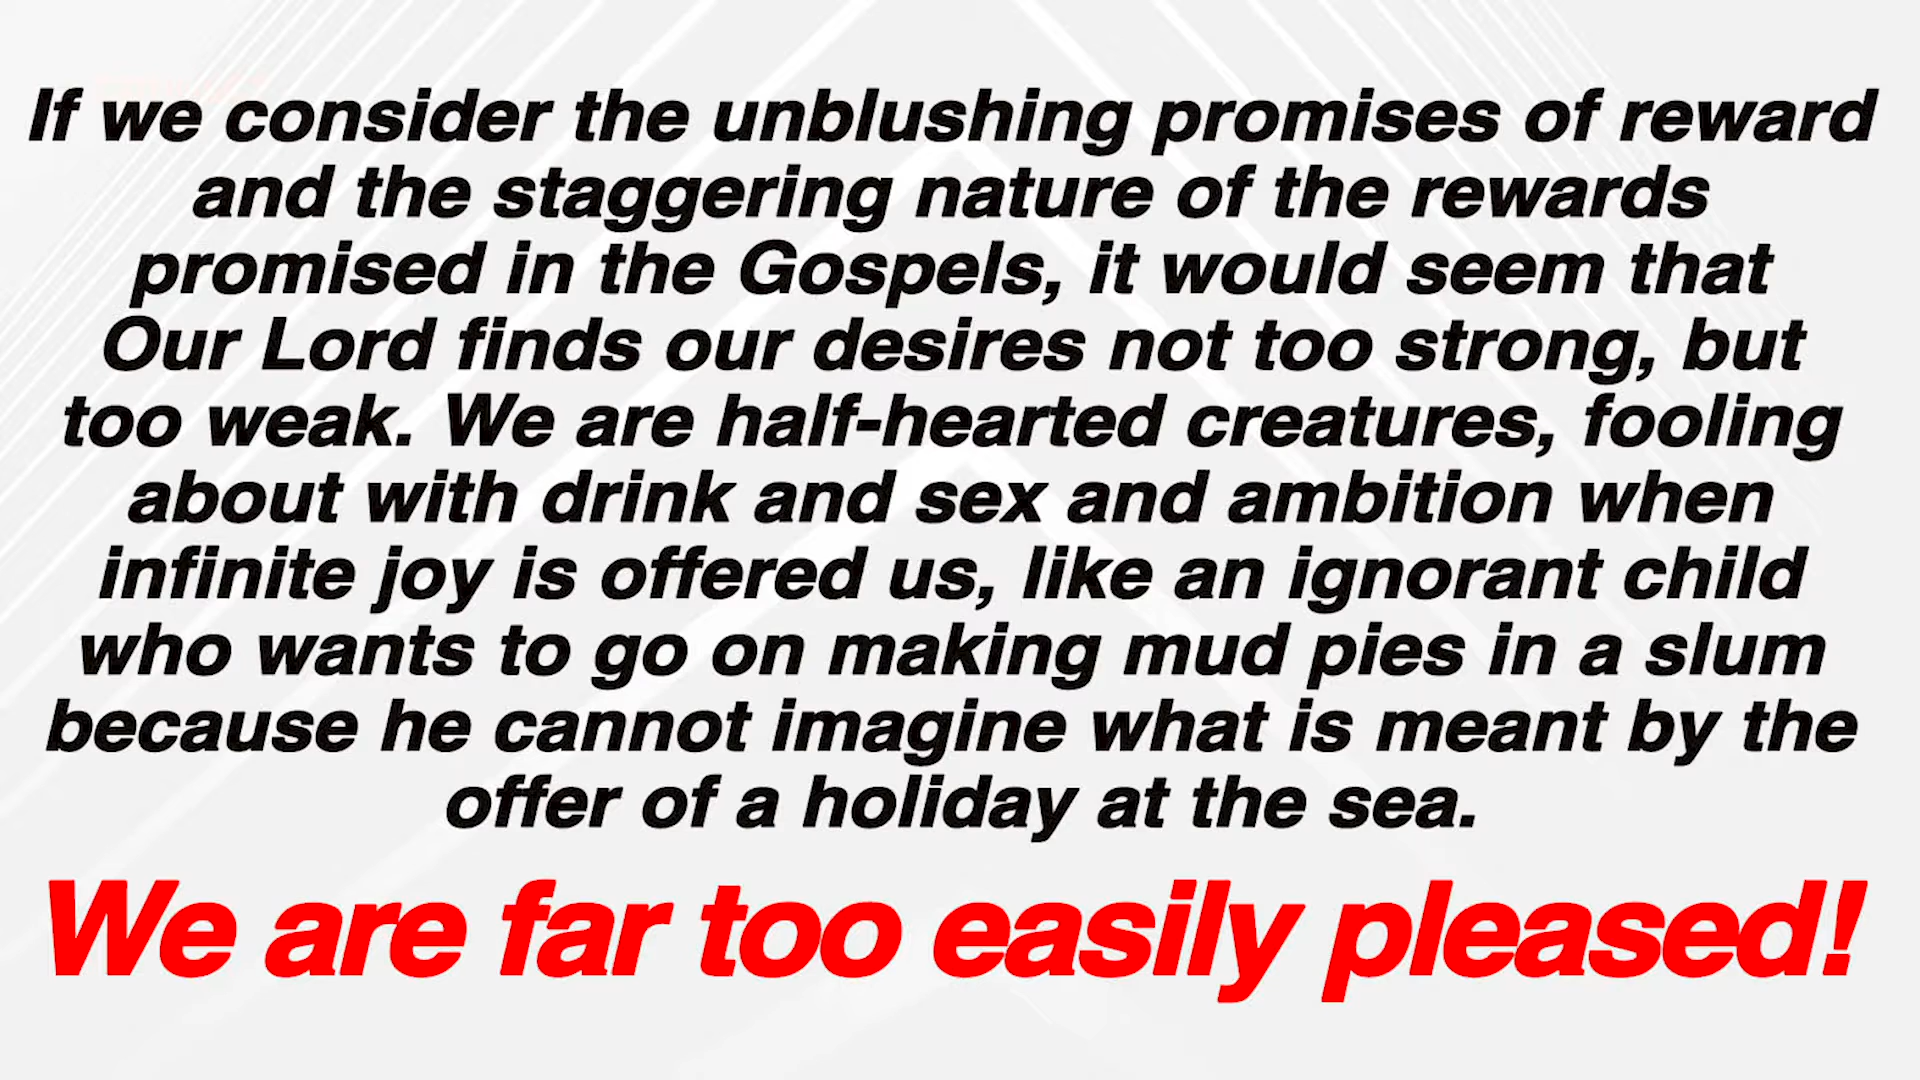 If we consider the unblushing promises of reward
and the staggering nature of the rewards
promised in the Gospels, it would seem that
Our Lord finds our desires not too strong, but
too weak. We are half-hearted creatures, fooling
about with drink and sex and ambition when
infinite joy is offered us, like an ignorant child
who wants to go on making mud pies in a slum
because he cannot imagine what is meant by the
offer of a holiday at the sea.
We are far too easily pleased!